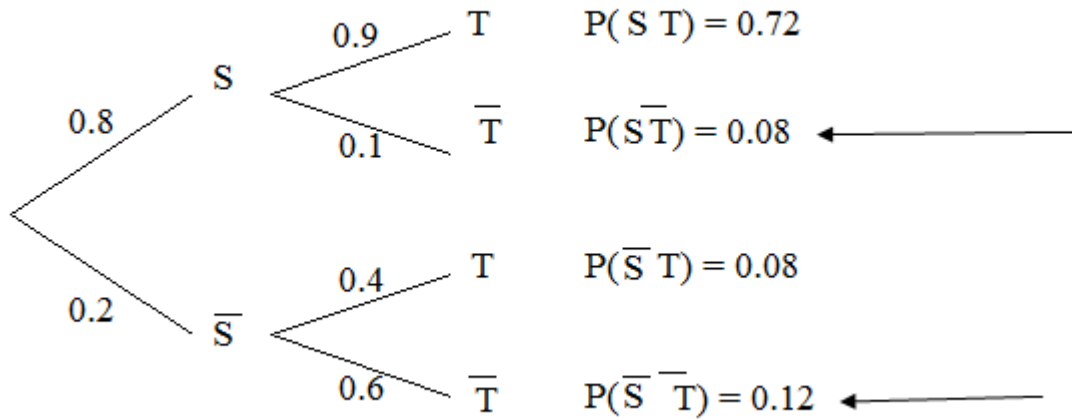 0.9 T P( S T) = 0.72
S
0.8
0.1 T̅ P(S T̅) = 0.08
0.4 T P(S̅ T) = 0.08
0.2
S̅
0.6 T̅ P(S̅ T̅) = 0.12